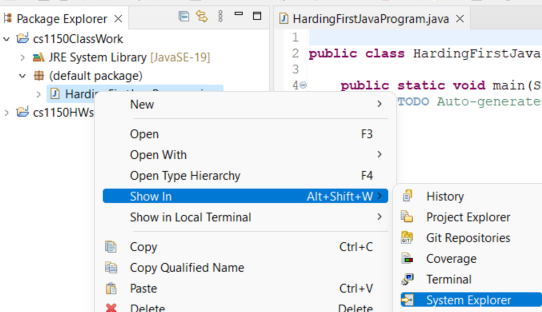 Package Explorer
HardingFirstJavaProgram.java
cs1150ClassWork
JRE System Library [JavaSE-19]
(default package)
cs1150HWs
1
2 public class HardingFirstJava
3
4 public static void main(S
TODO Auto-generate
New
Open F3
Open With
Open Type Hierarchy F4
Show In Alt+Shift+W
Show in Local Terminal
Copy Ctrl+C
Copy Qualified Name
Paste Ctrl+V
Delete Delete
History
Project Explorer
Git Repositories
Coverage
Terminal
System Explorer